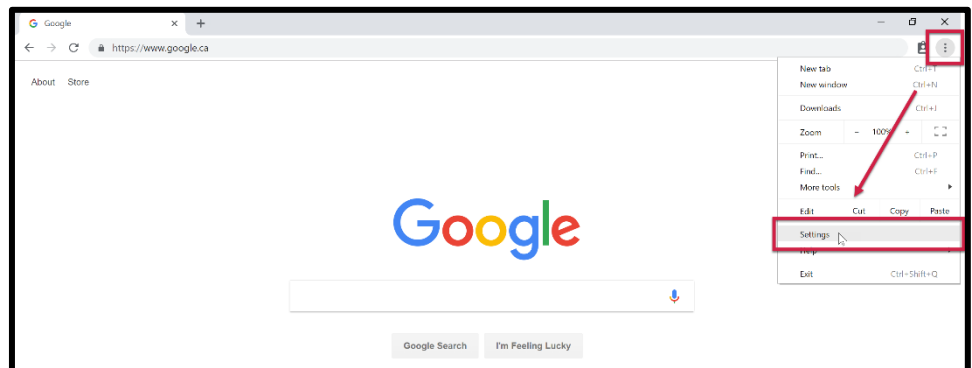 Google
https://www.google.ca
About Store
New tab Ctrl+T
New window Ctrl+N
Downloads Ctrl+J
Zoom - 100% -
Print... Ctrl+P
Find... Ctrl+F
More tools
Edit Cut Copy Paste
Settings
Help
Exit Ctrl-Shift+Q
Google
Google Search I'm Feeling Lucky